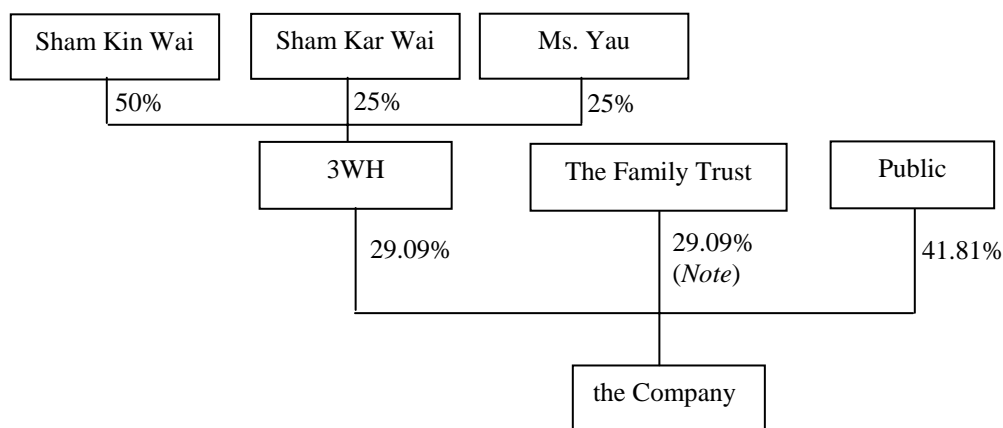 Sham Kin Wai
Sham Kar Wai
Ms. Yau
50%
25%
25%
3WH
The Family Trust
Public
29.09%
29.09%
(Note)
41.81%
the Company